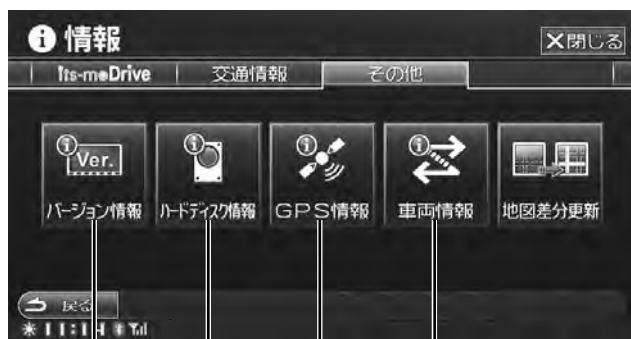 情報
×閉じる
its-moDrive 交通情報 その他
Ver.
バージョン情報 ハードディスク情報 GPS情報 車両情報 地図差分更新
戻る
11:14